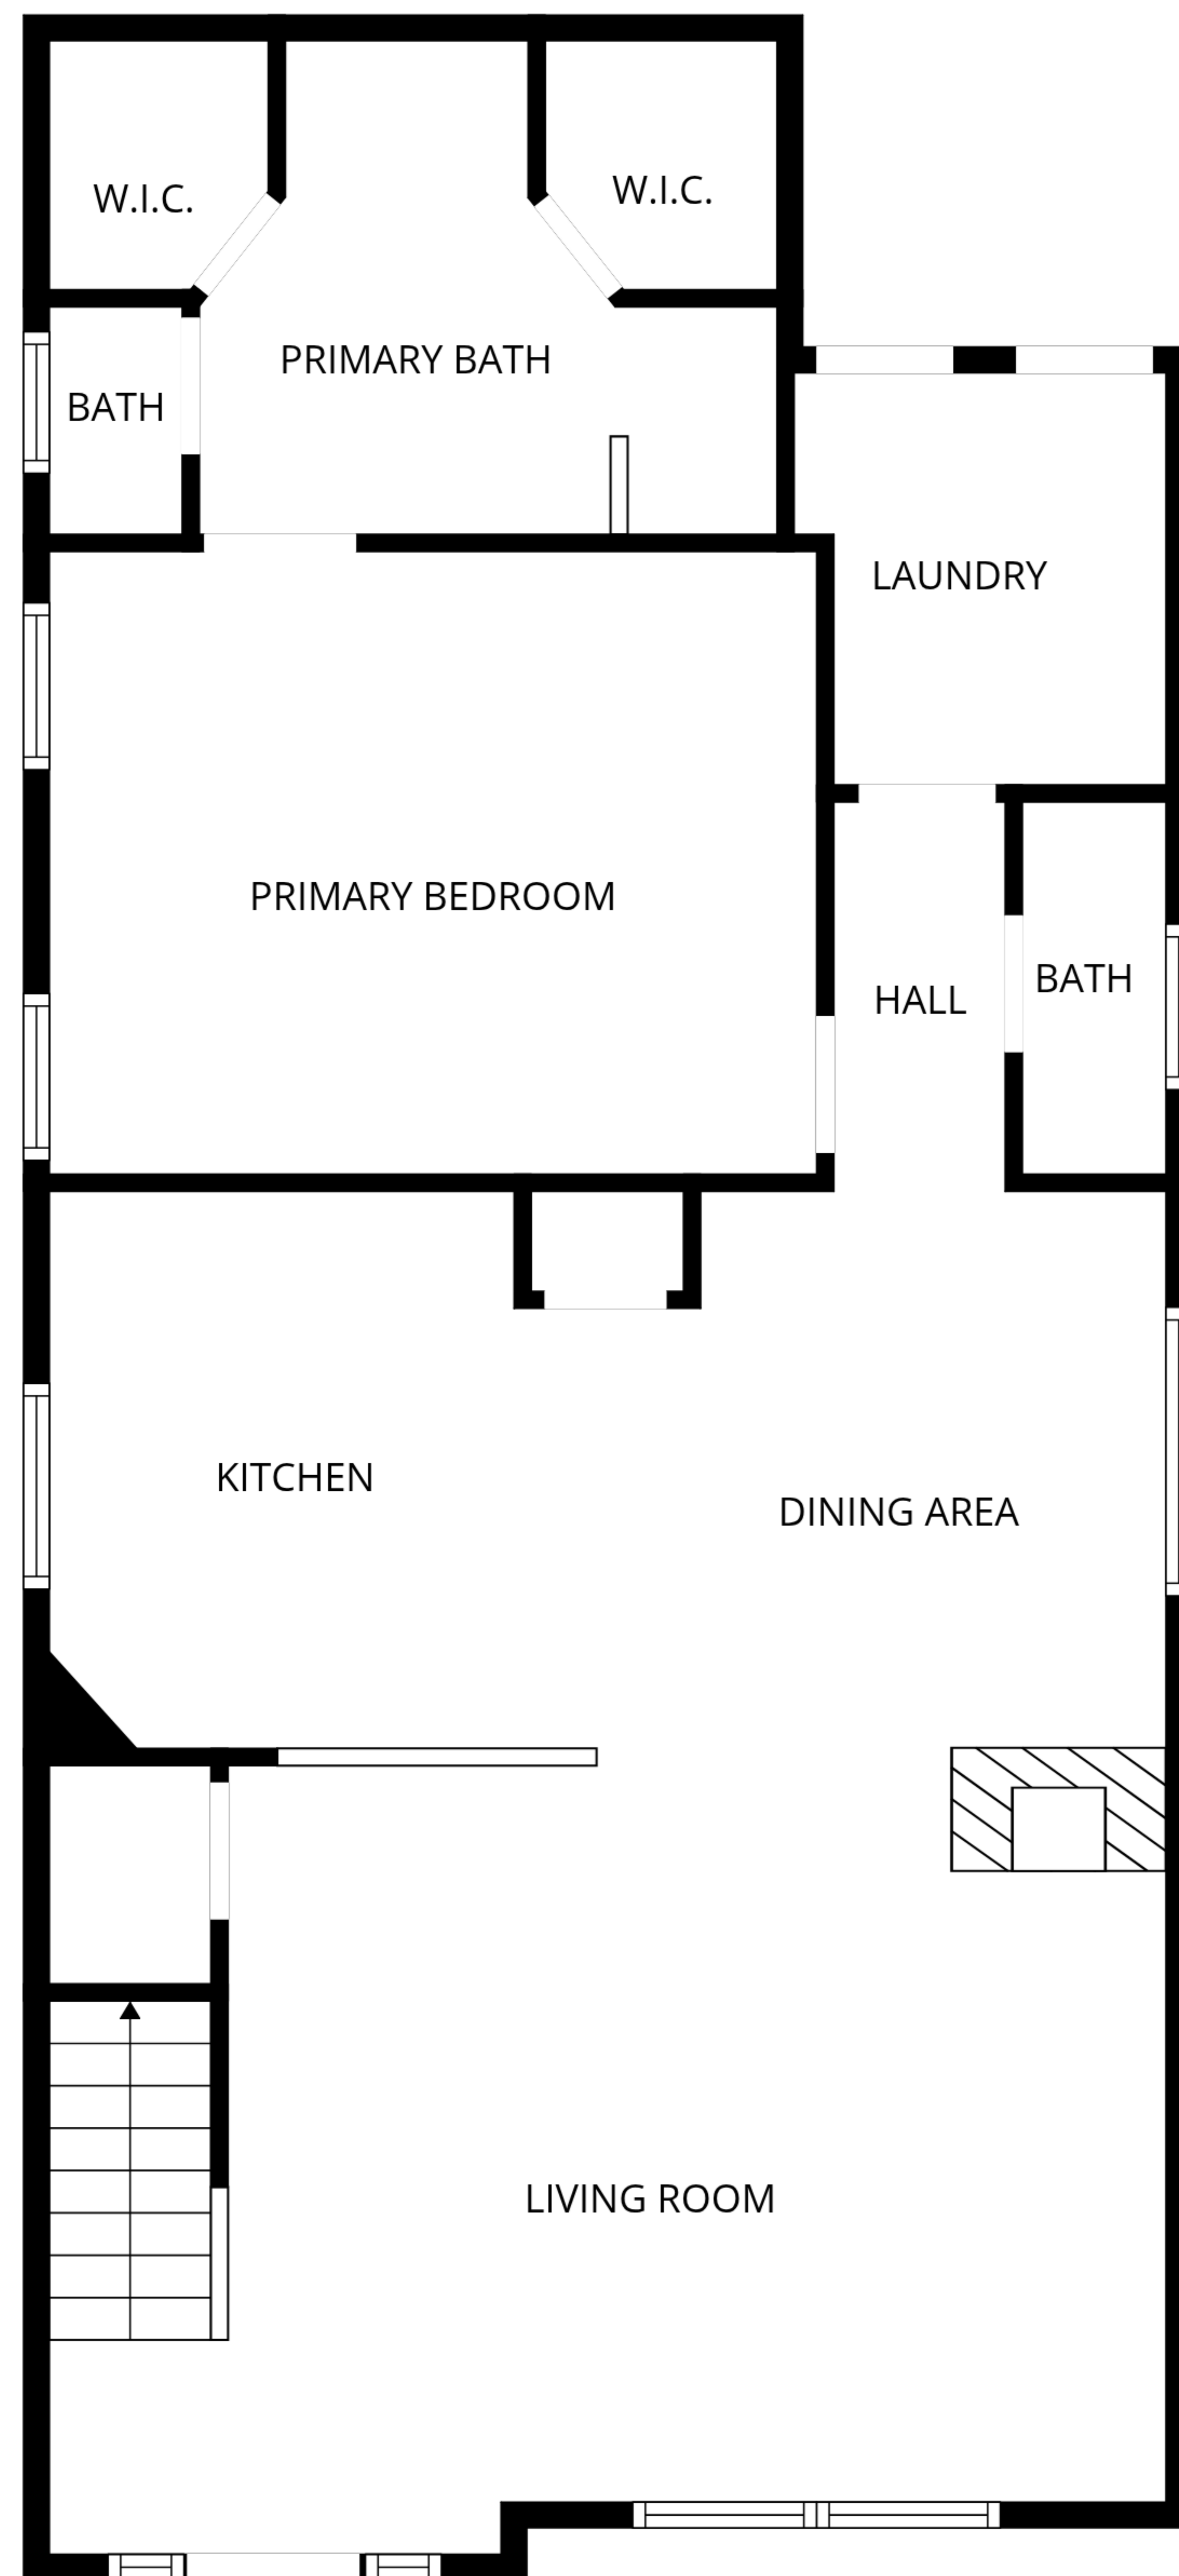 W.I.C.
W.I.C.
PRIMARY BATH
BATH
LAUNDRY
PRIMARY BEDROOM
BATH
HALL
KITCHEN
DINING AREA
LIVING ROOM